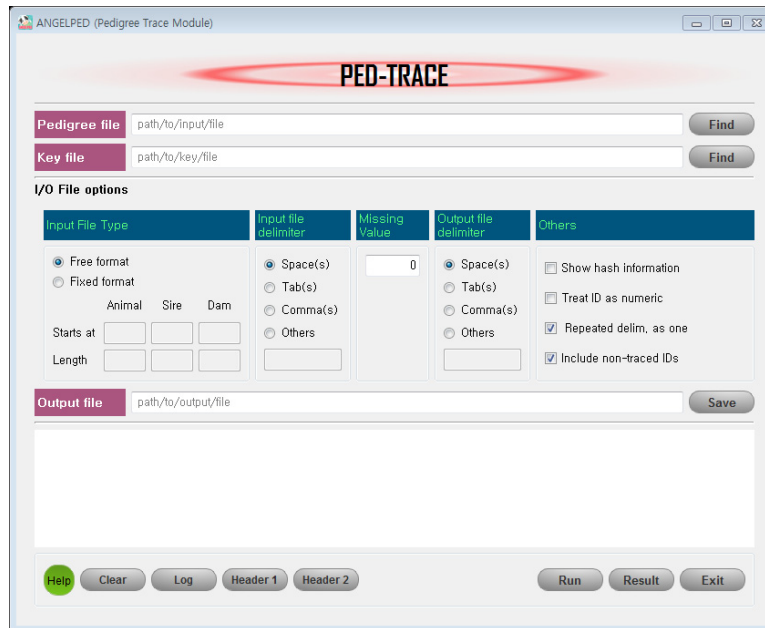 ANGELPED (Pedigree Trace Module)
PED-TRACE
Pedigree file path/to/input/file Find
Key file path/to/key/file Find
I/O File options
Input File Type
Free format
Fixed format
Animal Sire Dam
Starts at
Length
Input file
delimiter
Space(s)
Tab(s)
Comma(s)
Others
Missing
Value
0
Output file
delimiter
Space(s)
Tab(s)
Comma(s)
Others
Others
Show hash information
Treat ID as numeric
Repeated delim, as one
Include non-traced IDs
Output file path/to/output/file Save
Help Clear Log Header 1 Header 2 Run Result Exit